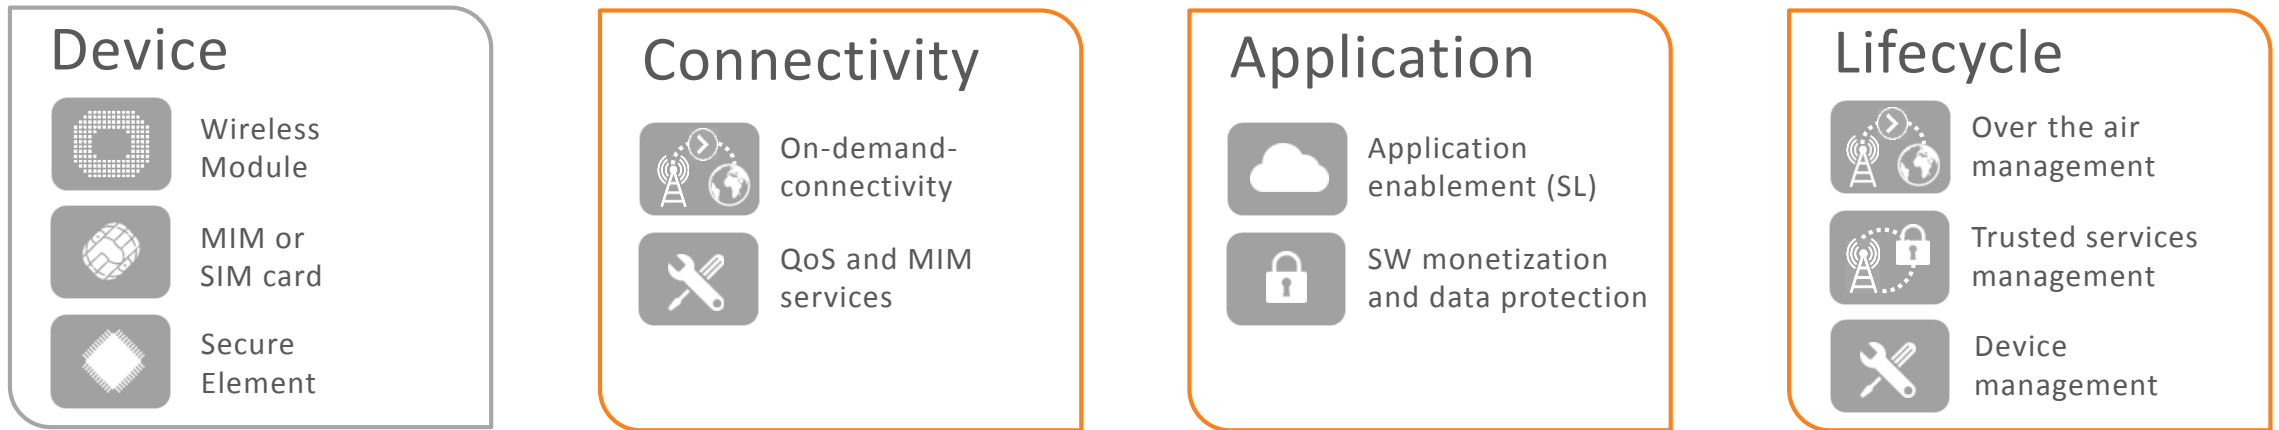 Device
Wireless
Module
MIM or
SIM card
Secure
Element
Connectivity
On-demand-
connectivity
QoS and MIM
services
Application
Application
enablement (SL)
SW monetization
and data protection
Lifecycle
Over the air
management
Trusted services
management
Device
management